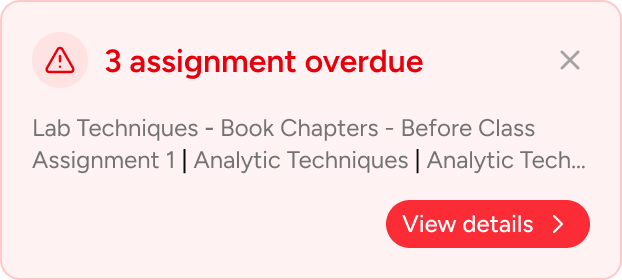 3 assignment overdue
Lab Techniques - Book Chapters - Before Class
Assignment 1 | Analytic Techniques | Analytic Tech...
View details